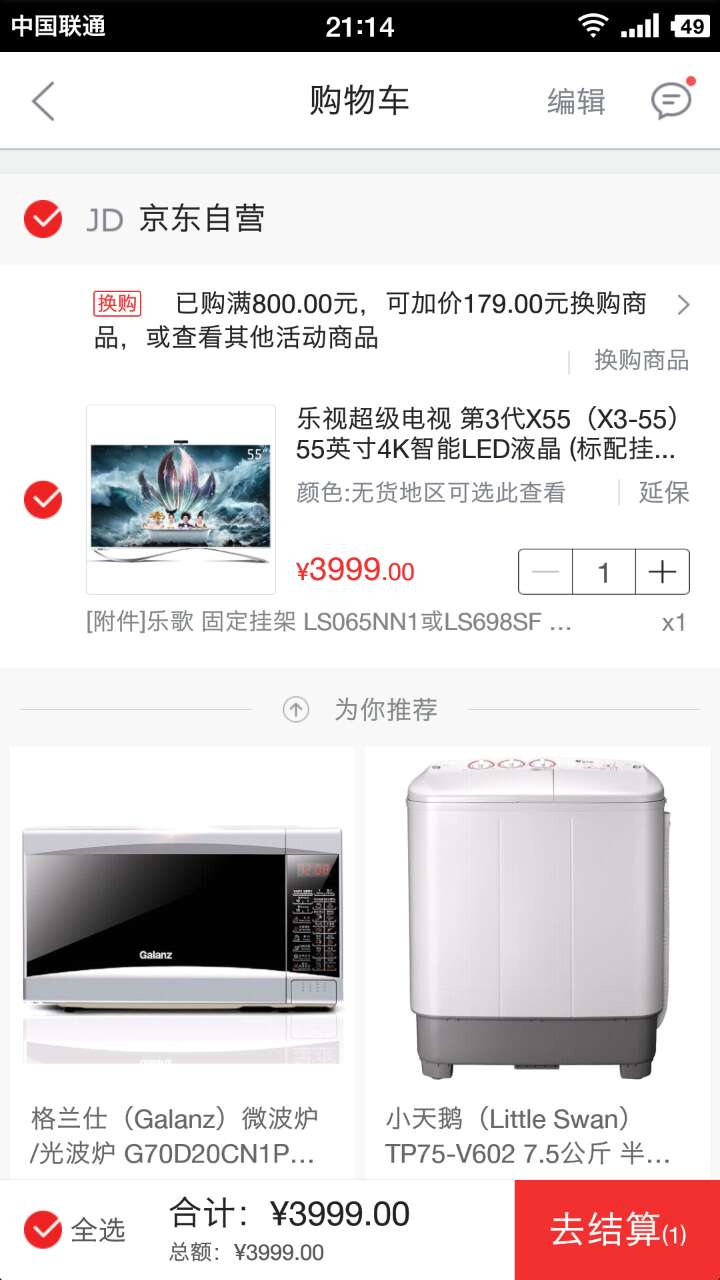 中国联通
21:14
49
购物车
编辑
JD 京东自营
换购 已购满800.00元，可加价179.00元换购商
品，或查看其他活动商品
换购商品
乐视超级电视 第3代X55（X3-55）
55英寸4K智能LED液晶 (标配挂...
55"
颜色:无货地区可选此查看
延保
¥3999.00
1
[附件]乐歌 固定挂架 LS065NN1或LS698SF ...
x1
为你推荐
Galanz
格兰仕（Galanz）微波炉
/光波炉 G70D20CN1P...
小天鹅（Little Swan）
TP75-V602 7.5公斤 半...
全选
合计：¥3999.00
总额：¥3999.00
去结算(1)